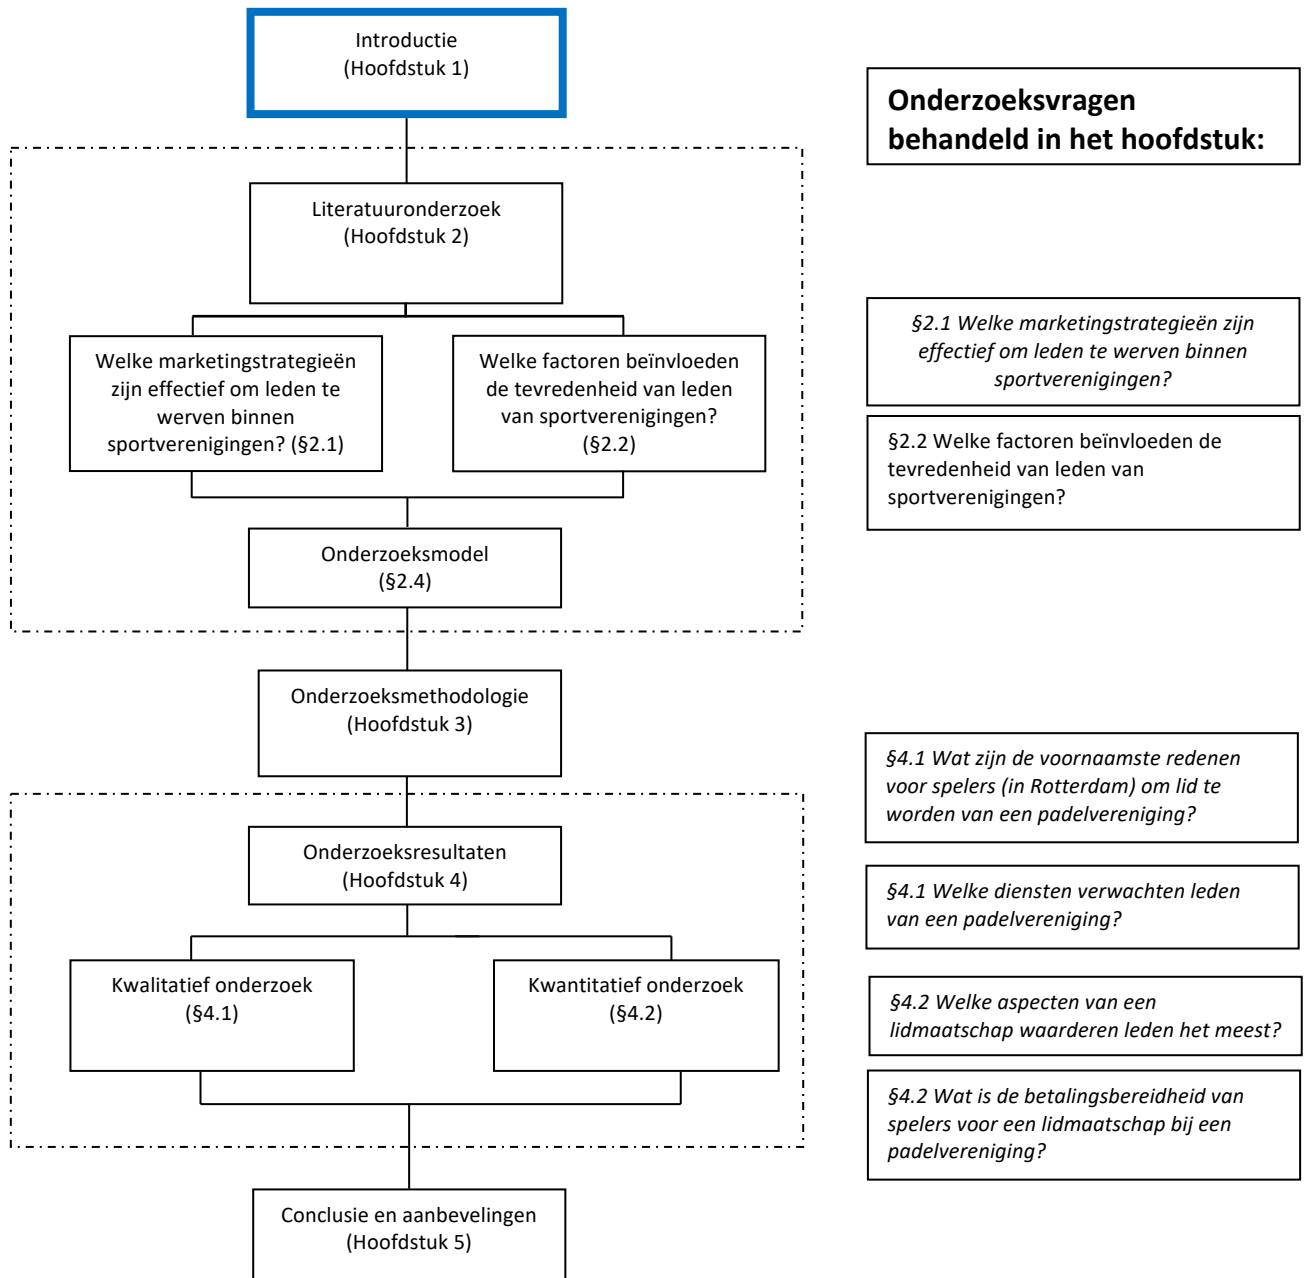 Introductie
(Hoofdstuk 1)
Onderzoeksvragen
behandeld in het hoofdstuk:
Literatuuronderzoek
(Hoofdstuk 2)
Welke marketingstrategieën
zijn effectief om leden te
werven binnen
sportverenigingen? (§2.1)
Welke factoren beïnvloeden
de tevredenheid van leden
van sportverenigingen?
(§2.2)
§2.1 Welke marketingstrategieën zijn
effectief om leden te werven binnen
sportverenigingen?
§2.2 Welke factoren beïnvloeden de
tevredenheid van leden van
sportverenigingen?
Onderzoeksmodel
(§2.4)
Onderzoeksmethodologie
(Hoofdstuk 3)
§4.1 Wat zijn de voornaamste redenen
voor spelers (in Rotterdam) om lid te
worden van een padelvereniging?
Onderzoeksresultaten
(Hoofdstuk 4)
§4.1 Welke diensten verwachten leden
van een padelvereniging?
Kwalitatief onderzoek
(§4.1)
Kwantitatief onderzoek
(§4.2)
§4.2 Welke aspecten van een
lidmaatschap waarderen leden het meest?
§4.2 Wat is de betalingsbereidheid van
spelers voor een lidmaatschap bij een
padelvereniging?
Conclusie en aanbevelingen
(Hoofdstuk 5)